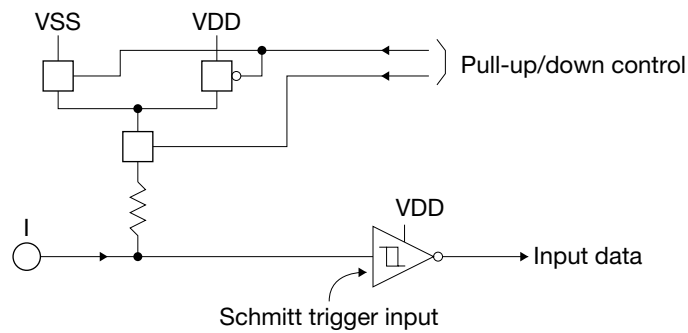 VSS
VDD
Pull-up/down control
I
VDD
Input data
Schmitt trigger input